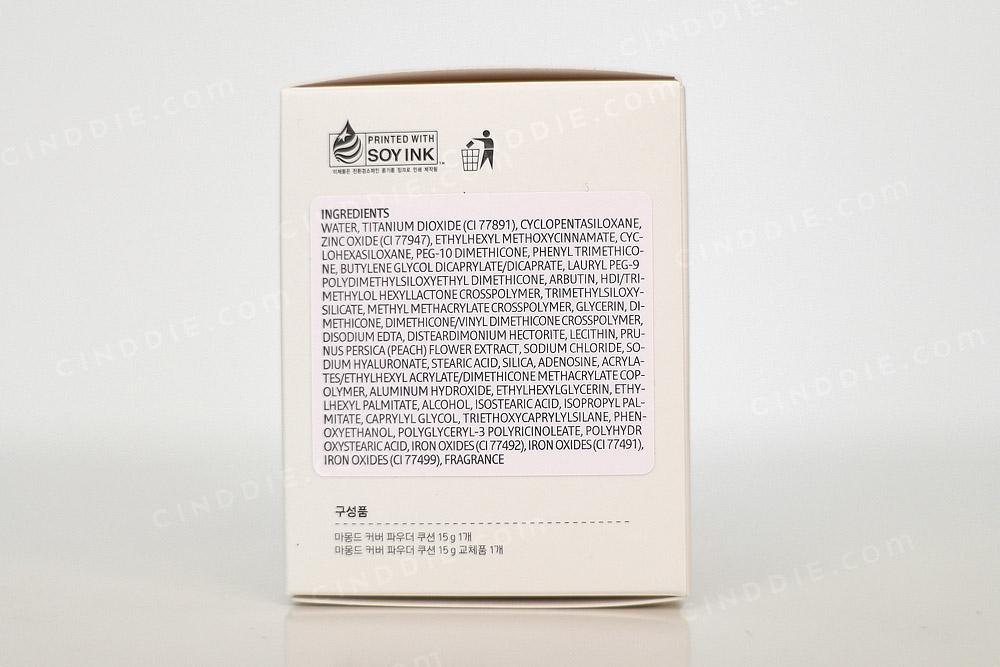 PRINTED WITH
SOY INK
INGREDIENTS
WATER, TITANIUM DIOXIDE (CI 77891), CYCLOPENTASILOXANE,
ZINC OXIDE (CI 77947), ETHYLHEXYL METHOXYCINNAMATE, CYC-
LOHEXASILOXANE, PEG-10 DIMETHICONE, PHENYL TRIMETHICO-
NE, BUTYLENE GLYCOL DICAPRYLATE/DICAPRATE, LAURYL PEG-9
POLYDIMETHYLSILOXYETHYL DIMETHICONE, ARBUTIN, HDI/TRI-
METHYLOL HEXYLLACTONE CROSSPOLYMER, TRIMETHYLSILOXY-
SILICATE, METHYL METHACRYLATE CROSSPOLYMER, GLYCERIN, DI-
METHICONE, DIMETHICONE/VINYL DIMETHICONE CROSSPOLYMER,
DISODIUM EDTA, DISTEARDIMONIUM HECTORITE, LECITHIN, PRU-
NUS PERSICA (PEACH) FLOWER EXTRACT, SODIUM CHLORIDE, SO-
DIUM HYALURONATE, STEARIC ACID, SILICA, ADENOSINE, ACRYLA-
TES/ETHYLHEXYL ACRYLATE/DIMETHICONE METHACRYLATE COP-
OLYMER, ALUMINUM HYDROXIDE, ETHYLHEXYLGLYCERIN, ETHY-
LHEXYL PALMITATE, ALCOHOL, ISOSTEARIC ACID, ISOPROPYL PAL-
MITATE, CAPRYLYL GLYCOL, TRIETHOXYCAPRYLYLSILANE, PHEN-
OXYETHANOL, POLYGLYCERYL-3 POLYRICINOLEATE, POLYHYDR
OXYSTEARIC ACID, IRON OXIDES (CI 77492), IRON OXIDES (CI 77491),
IRON OXIDES (CI 77499), FRAGRANCE
구성품
마몽드 커버 파우더 쿠션 15 g 1개
마몽드 커버 파우더 쿠션 15 g 교체품 1개
CINDDIE.com